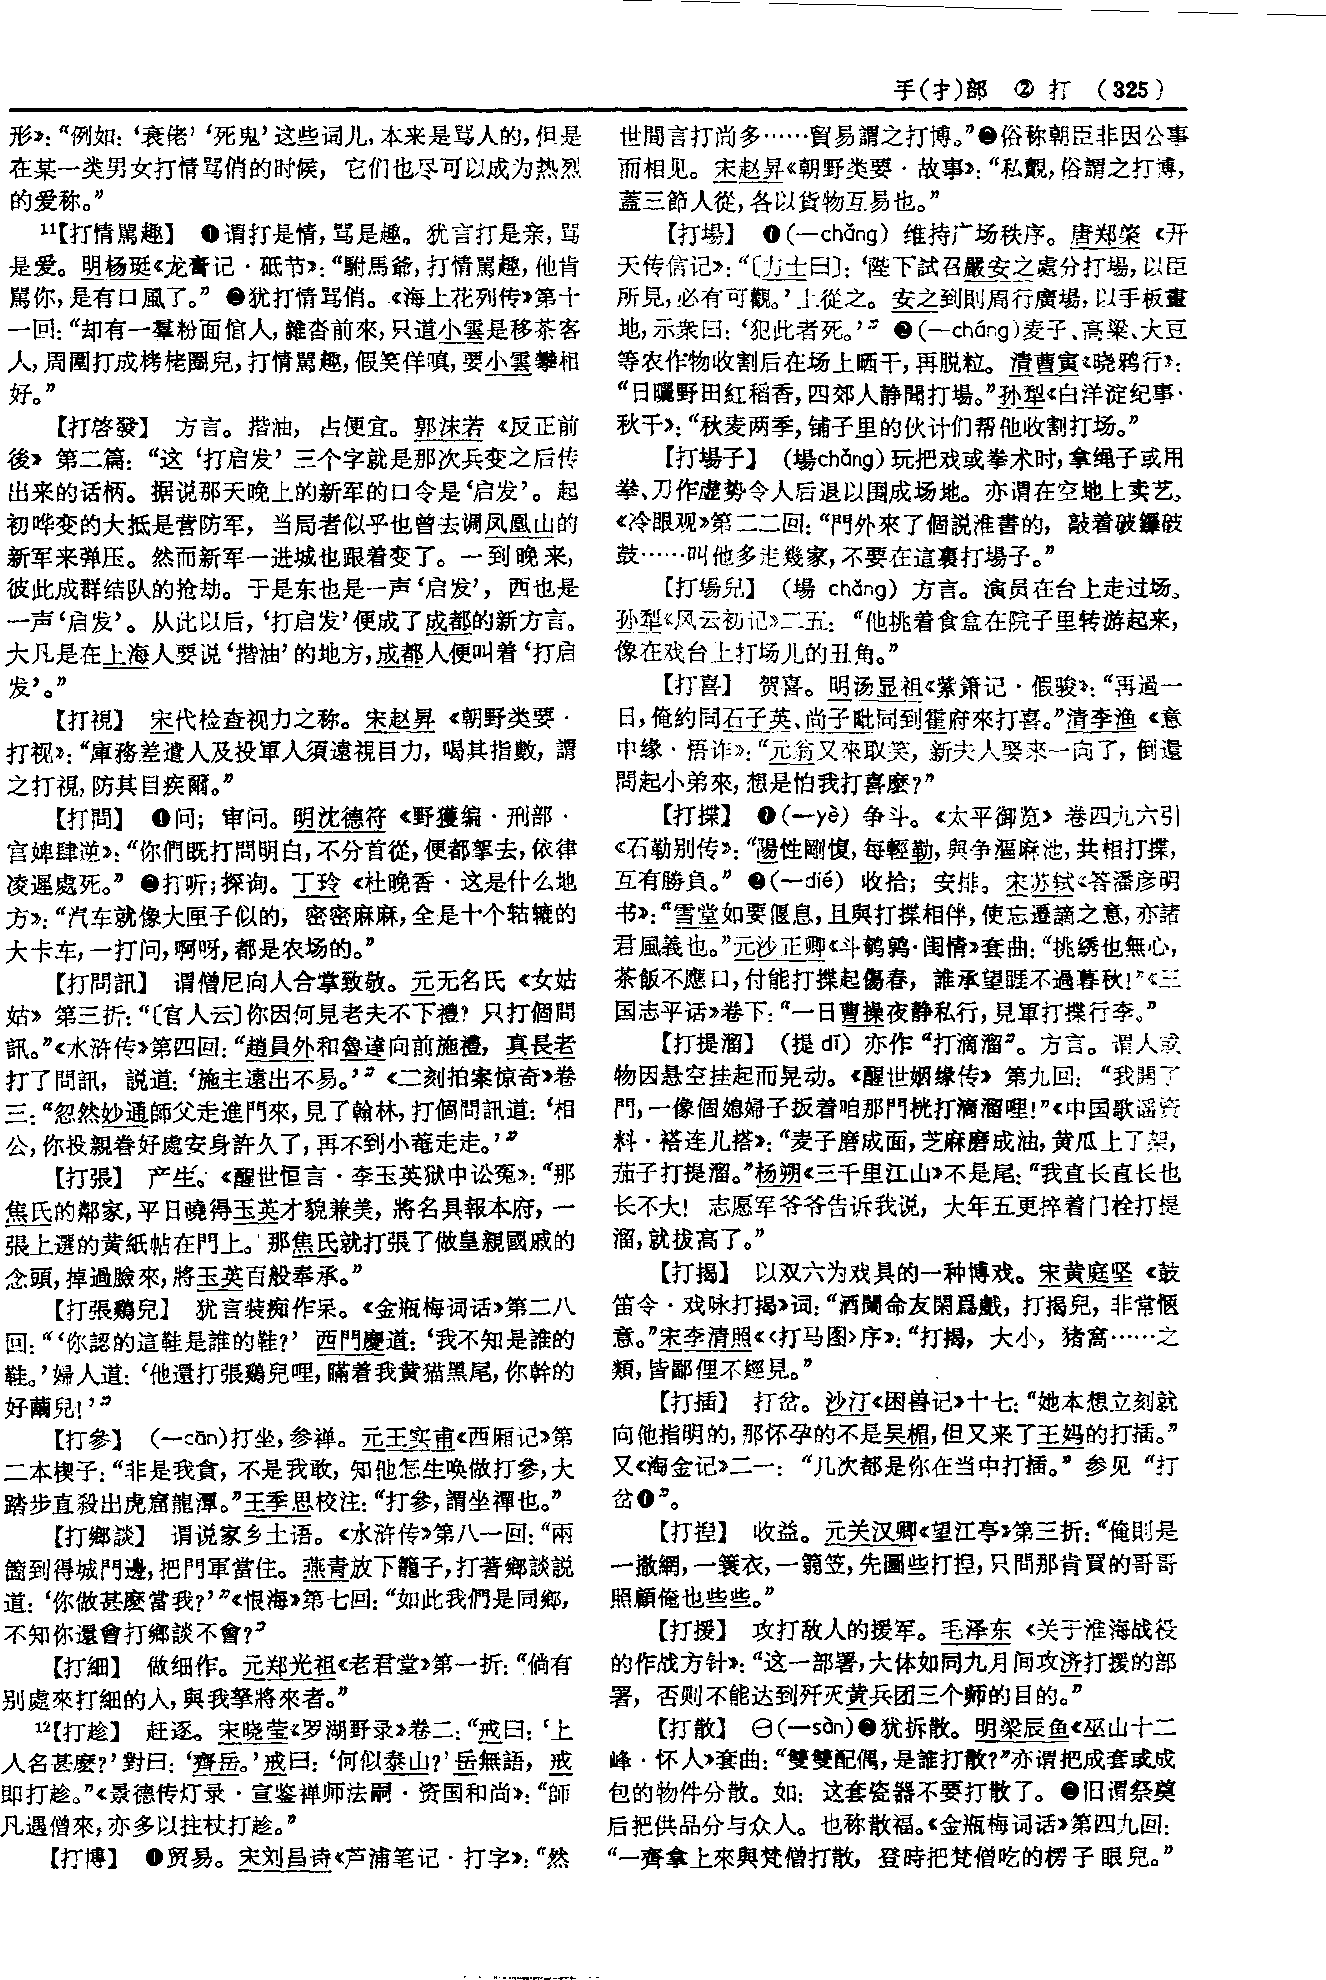 手(扌)部　② 打　(325)
形》：“例如：‘衰佬’‘死鬼’这些词儿，本来是骂人的，但是
在某一类男女打情骂俏的时候，它们也尽可以成为热烈
的爱称。”
11【打情駡趣】　❶谓打是情，骂是趣。犹言打是亲，骂
是爱。明杨珽《龙膏记·砥节》：“駙馬爺，打情駡趣，他肯
駡你，是有口風了。”❷犹打情骂俏。《海上花列传》第十
一回：“却有一羣粉面倌人，雜沓前來，只道小雲是移茶客
人，周圍打成栲栳圈兒，打情駡趣，假笑佯嗔，要小雲攀相
好。”
【打啓發】　方言。揩油，占便宜。郭沫若《反正前
後》第二篇：“这‘打启发’三个字就是那次兵变之后传
出来的话柄。据说那天晚上的新军的口令是‘启发’。起
初哗变的大抵是营防军，当局者似乎也曾去调凤凰山的
新军来弹压。然而新军一进城也跟着变了。一到晚来，
彼此成群结队的抢劫。于是东也是一声‘启发’，西也是
一声‘启发’。从此以后，‘打启发’便成了成都的新方言。
大凡是在上海人要说‘揩油’的地方，成都人便叫着‘打启
发’。”
【打視】　宋代检查视力之称。宋赵昇《朝野类要·
打视》：“庫務差遣人及投軍人須遠視目力，喝其指數，謂
之打視，防其目疾爾。”
【打問】　❶问；审问。明沈德符《野獲编·刑部·
宫婢肆逆》：“你們既打問明白，不分首從，便都拏去，依律
凌遲處死。”❷打听；探询。丁玲《杜晚香·这是什么地
方》：“汽车就像大匣子似的，密密麻麻，全是十个轱辘的
大卡车，一打问，啊呀，都是农场的。”
【打問訊】　谓僧尼向人合掌致敬。元无名氏《女姑
姑》第三折：“〔官人云〕你因何見老夫不下禮？只打個問
訊。”《水浒传》第四回：“趙員外和魯達向前施禮，真長老
打了問訊，説道：‘施主遠出不易。’”《二刻拍案惊奇》卷
三：“忽然妙通師父走進門來，見了翰林，打個問訊道：‘相
公，你投親眷好處安身許久了，再不到小菴走走。’”
【打張】　产生。《醒世恒言·李玉英狱中讼冤》：“那
焦氏的鄰家，平日曉得玉英才貌兼美，將名具報本府，一
張上選的黄紙帖在門上。那焦氏就打張了做皇親國戚的
念頭，掉過臉來，將玉英百般奉承。”
【打張鷄兒】　犹言装痴作呆。《金瓶梅词话》第二八
回：“‘你認的這鞋是誰的鞋？’西門慶道：‘我不知是誰的
鞋。’婦人道：‘他還打張鷄兒哩，瞞着我黄猫黑尾，你幹的
好繭兒！’”
【打參】　(一cān)打坐，参禅。元王实甫《西厢记》第
二本楔子：“非是我貪，不是我敢，知他怎生唤做打參，大
踏步直殺出虎窟龍潭。”王季思校注：“打參，謂坐禪也。”
【打鄉談】　谓说家乡土语。《水浒传》第八一回：“兩
箇到得城門邊，把門軍當住。燕青放下籠子，打著鄉談説
道：‘你做甚麽當我？’”《恨海》第七回：“如此我們是同鄉，
不知你還會打鄉談不會？”
【打細】　做细作。元郑光祖《老君堂》第一折：“倘有
别處來打細的人，與我拏將來者。”
12【打趁】　赶逐。宋晓莹《罗湖野录》卷二：“戒曰：‘上
人名甚麽？’對曰：‘齊岳。’戒曰：‘何似泰山？’岳無語，戒
即打趁。”《景德传灯录·宣鉴禅师法嗣·资国和尚》：“師
凡遇僧來，亦多以拄杖打趁。”
【打博】　❶贸易。宋刘昌诗《芦浦笔记·打字》：“然
世間言打尚多……貿易謂之打博。”❷俗称朝臣非因公事
而相见。宋赵昇《朝野类要·故事》：“私覿，俗謂之打博，
蓋三節人從，各以貨物互易也。”
【打場】　❶(一chǎng) 维持广场秩序。唐郑棨《开
天传信记》：“〔力士曰〕：‘陛下試召嚴安之處分打場，以臣
所見，必有可觀。’上從之。安之到則周行廣場，以手板畫
地，示衆曰：‘犯此者死。’”❷(一cháng)麦子、高粱、大豆
等农作物收割后在场上晒干，再脱粒。清曹寅《晓鸦行》：
“日曬野田紅稻香，四郊人静聞打場。”孙犁《白洋淀纪事·
秋千》：“秋麦两季，铺子里的伙计们帮他收割打场。”
【打場子】　(場chǎng) 玩把戏或拳术时，拿绳子或用
拳、刀作虚势令人后退以围成场地。亦谓在空地上卖艺。
《冷眼观》第二二回：“門外來了個説淮書的，敲着破鑼破
鼓……叫他多走幾家，不要在這裏打場子。”
【打場兒】　(場 chǎng) 方言。演员在台上走过场。
孙犁《风云初记》二五：“他挑着食盒在院子里转游起来，
像在戏台上打场儿的丑角。”
【打喜】　贺喜。明汤显祖《紫箫记·假骏》：“再過一
日，俺約同石子英、尚子毗同到霍府來打喜。”清李渔《意
中缘·悟诈》：“元翁又來取笑，新夫人娶來一向了，倒還
問起小弟來，想是怕我打喜麽？”
【打揲】　❶(一yè) 争斗。《太平御览》卷四九六引
《石勒别传》：“陽性剛愎，每輕勒，與争漚麻池，共相打揲，
互有勝負。”❷(一dié) 收拾；安排。宋苏轼《答潘彦明
书》：“雪堂如要偃息，且與打揲相伴，使忘遷謫之意，亦諸
君風義也。”元沙正卿《斗鹌鹑·闺情》套曲：“挑綉也無心，
茶飯不應口，付能打揲起傷春，誰承望睚不過暮秋！”《三
国志平话》卷下：“一日曹操夜静私行，見軍打揲行李。”
【打提溜】　(提 dī) 亦作“打滴溜”。方言。谓人或
物因悬空挂起而晃动。《醒世姻缘传》第九回：“我開了
門，一像個媳婦子扳着咱那門桄打滴溜哩！”《中国歌谣资
料·褡连儿搭》：“麦子磨成面，芝麻磨成油，黄瓜上了架，
茄子打提溜。”杨朔《三千里江山》不是尾：“我直长直长也
长不大！志愿军爷爷告诉我说，大年五更捽着门栓打提
溜，就拔高了。”
【打揭】　以双六为戏具的一种博戏。宋黄庭坚《鼓
笛令·戏咏打揭》词：“酒闌命友閑爲戲，打揭兒，非常愜
意。”宋李清照《〈打马图〉序》：“打揭，大小，猪窩……之
類，皆鄙俚不經見。”
【打插】　打岔。沙汀《困兽记》十七：“她本想立刻就
向他指明的，那怀孕的不是吴楣，但又来了王妈的打插。”
又《淘金记》二一：“几次都是你在当中打插。”参见“打
岔❶”。
【打揑】　收益。元关汉卿《望江亭》第三折：“俺則是
一撒網，一蓑衣，一篛笠，先圖些打揑，只問那肯買的哥哥
照顧俺也些些。”
【打援】　攻打敌人的援军。毛泽东《关于淮海战役
的作战方针》：“这一部署，大体如同九月间攻济打援的部
署，否则不能达到歼灭黄兵团三个师的目的。”
【打散】　㊀(一sàn)❶犹拆散。明梁辰鱼《巫山十二
峰·怀人》套曲：“雙雙配偶，是誰打散？”亦谓把成套或成
包的物件分散。如：这套瓷器不要打散了。❷旧谓祭奠
后把供品分与众人。也称散福。《金瓶梅词话》第四九回：
“一齊拿上來與梵僧打散，登時把梵僧吃的楞子眼兒。”